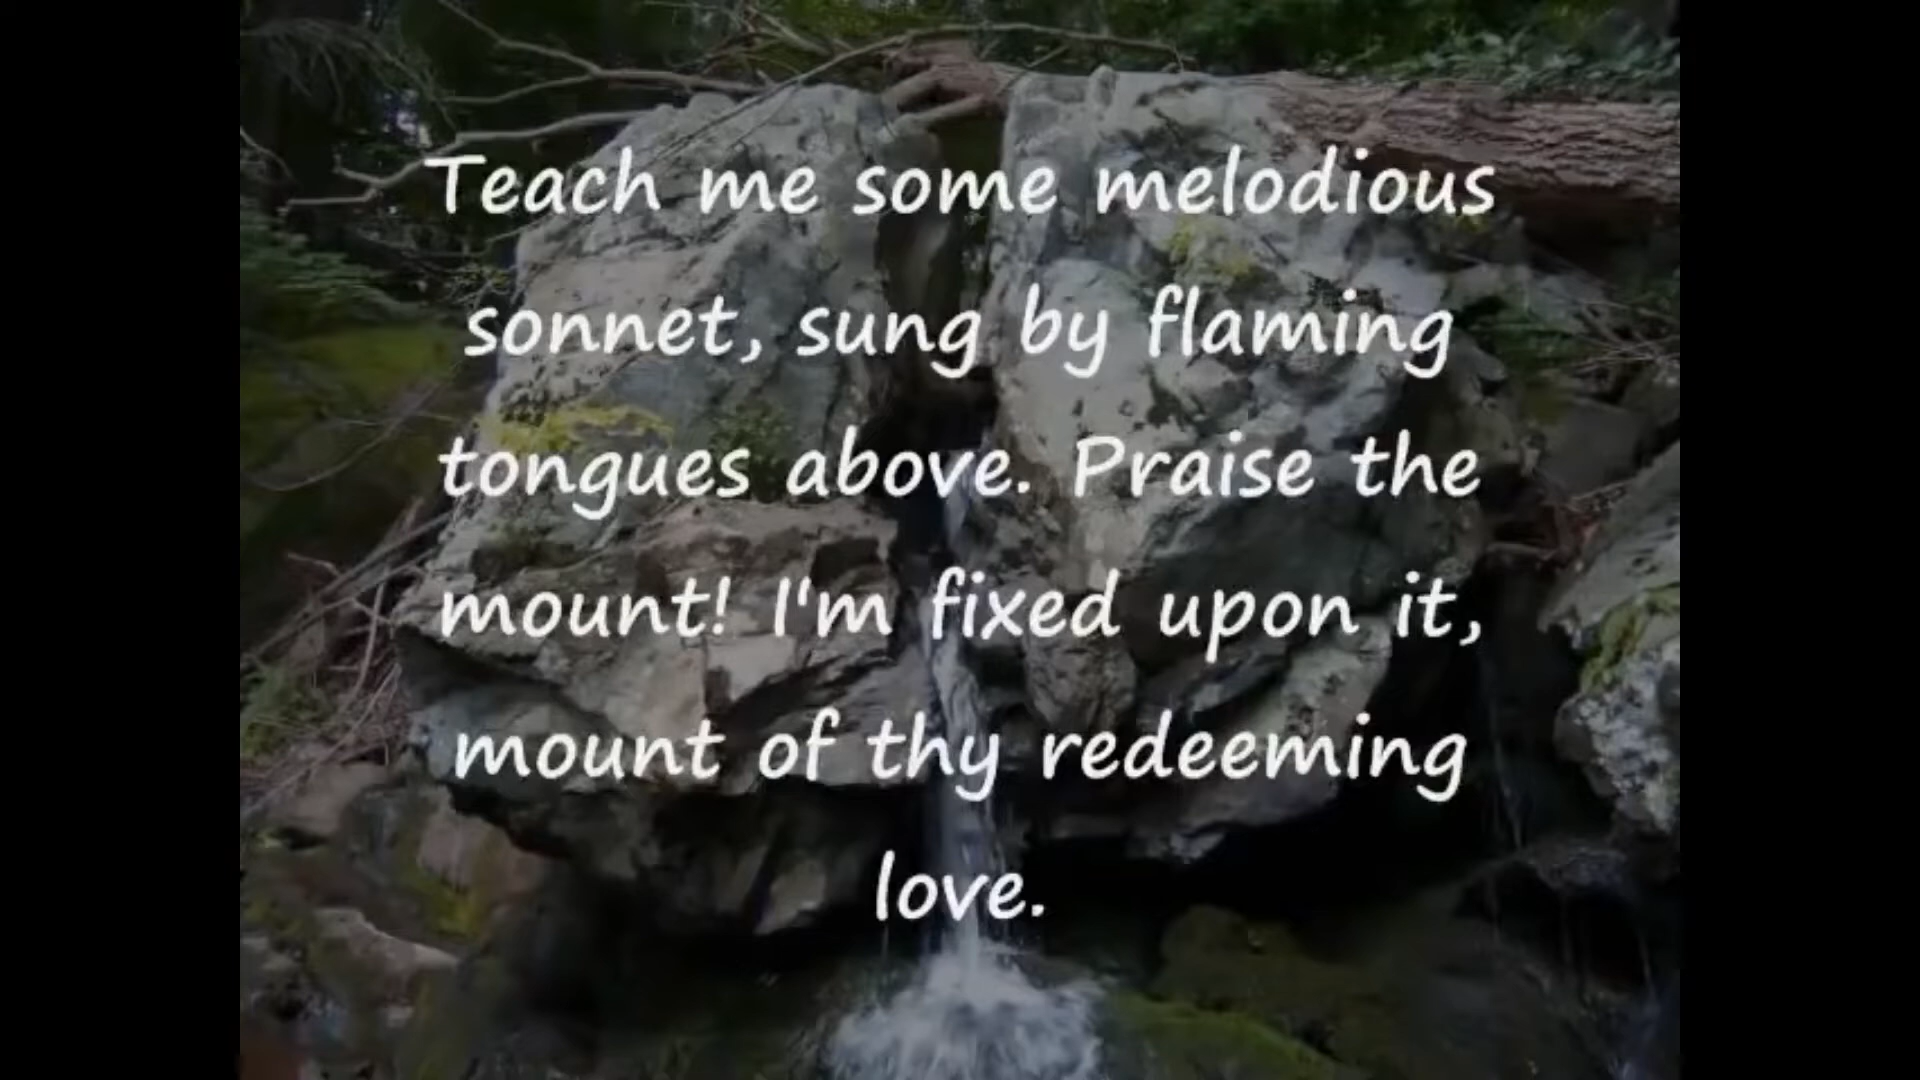 Teach me some melodious
sonnet, sung by flaming
tongues above. Praise the
mount! I'm fixed upon it,
mount of thy redeeming
love.